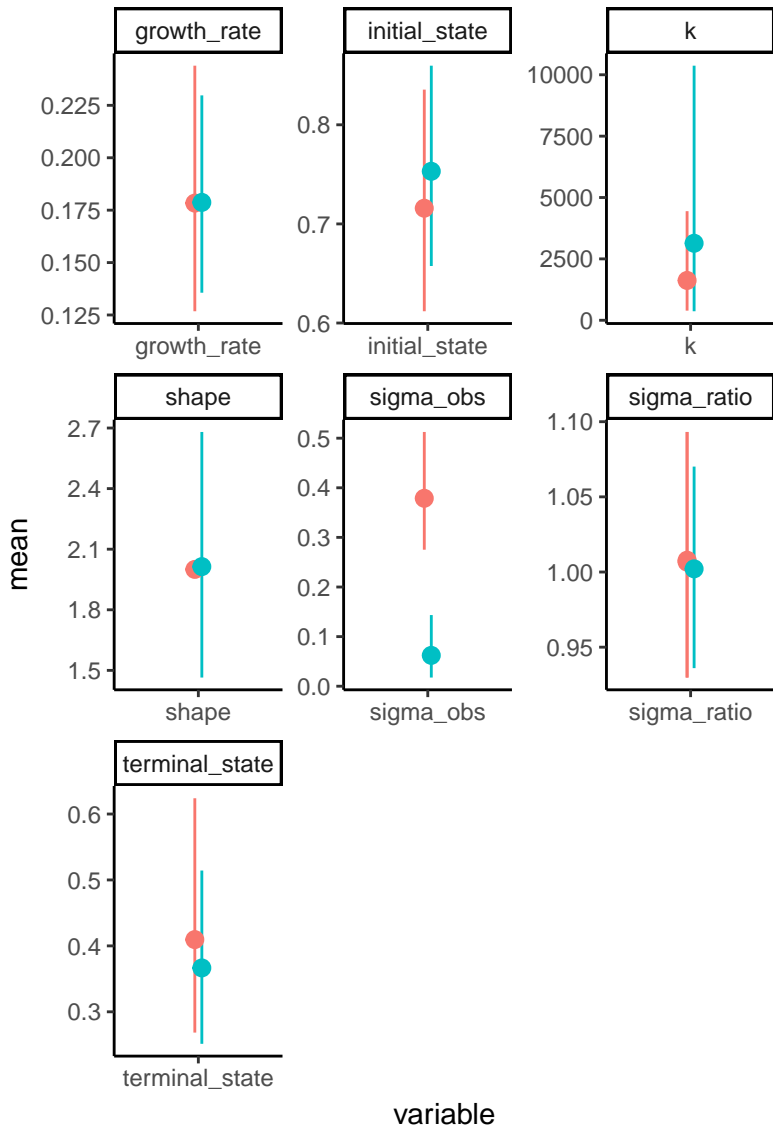 growth_rate
initial_state
k
0.225
0.200
0.175
0.150
0.125
growth_rate
0.8
0.7
0.6
initial_state
10000
7500
5000
2500
0
k
shape
sigma_obs
sigma_ratio
2.7
2.4
2.1
1.8
1.5
shape
0.5
0.4
0.3
0.2
0.1
0.0
sigma_obs
1.10
1.05
1.00
0.95
sigma_ratio
mean
terminal_state
0.6
0.5
0.4
0.3
terminal_state
variable